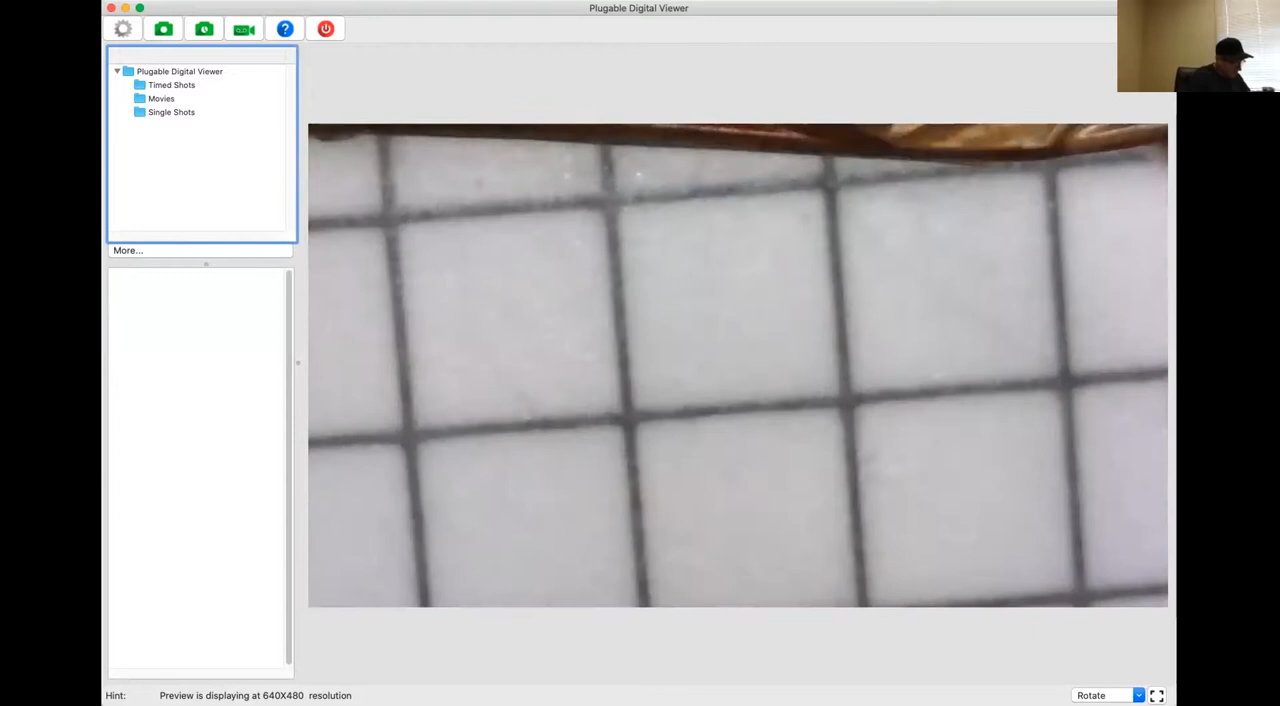 Plugable Digital Viewer
Plugable Digital Viewer
Timed Shots
Movies
Single Shots
More...
Hint: Preview is displaying at 640X480 resolution
Rotate